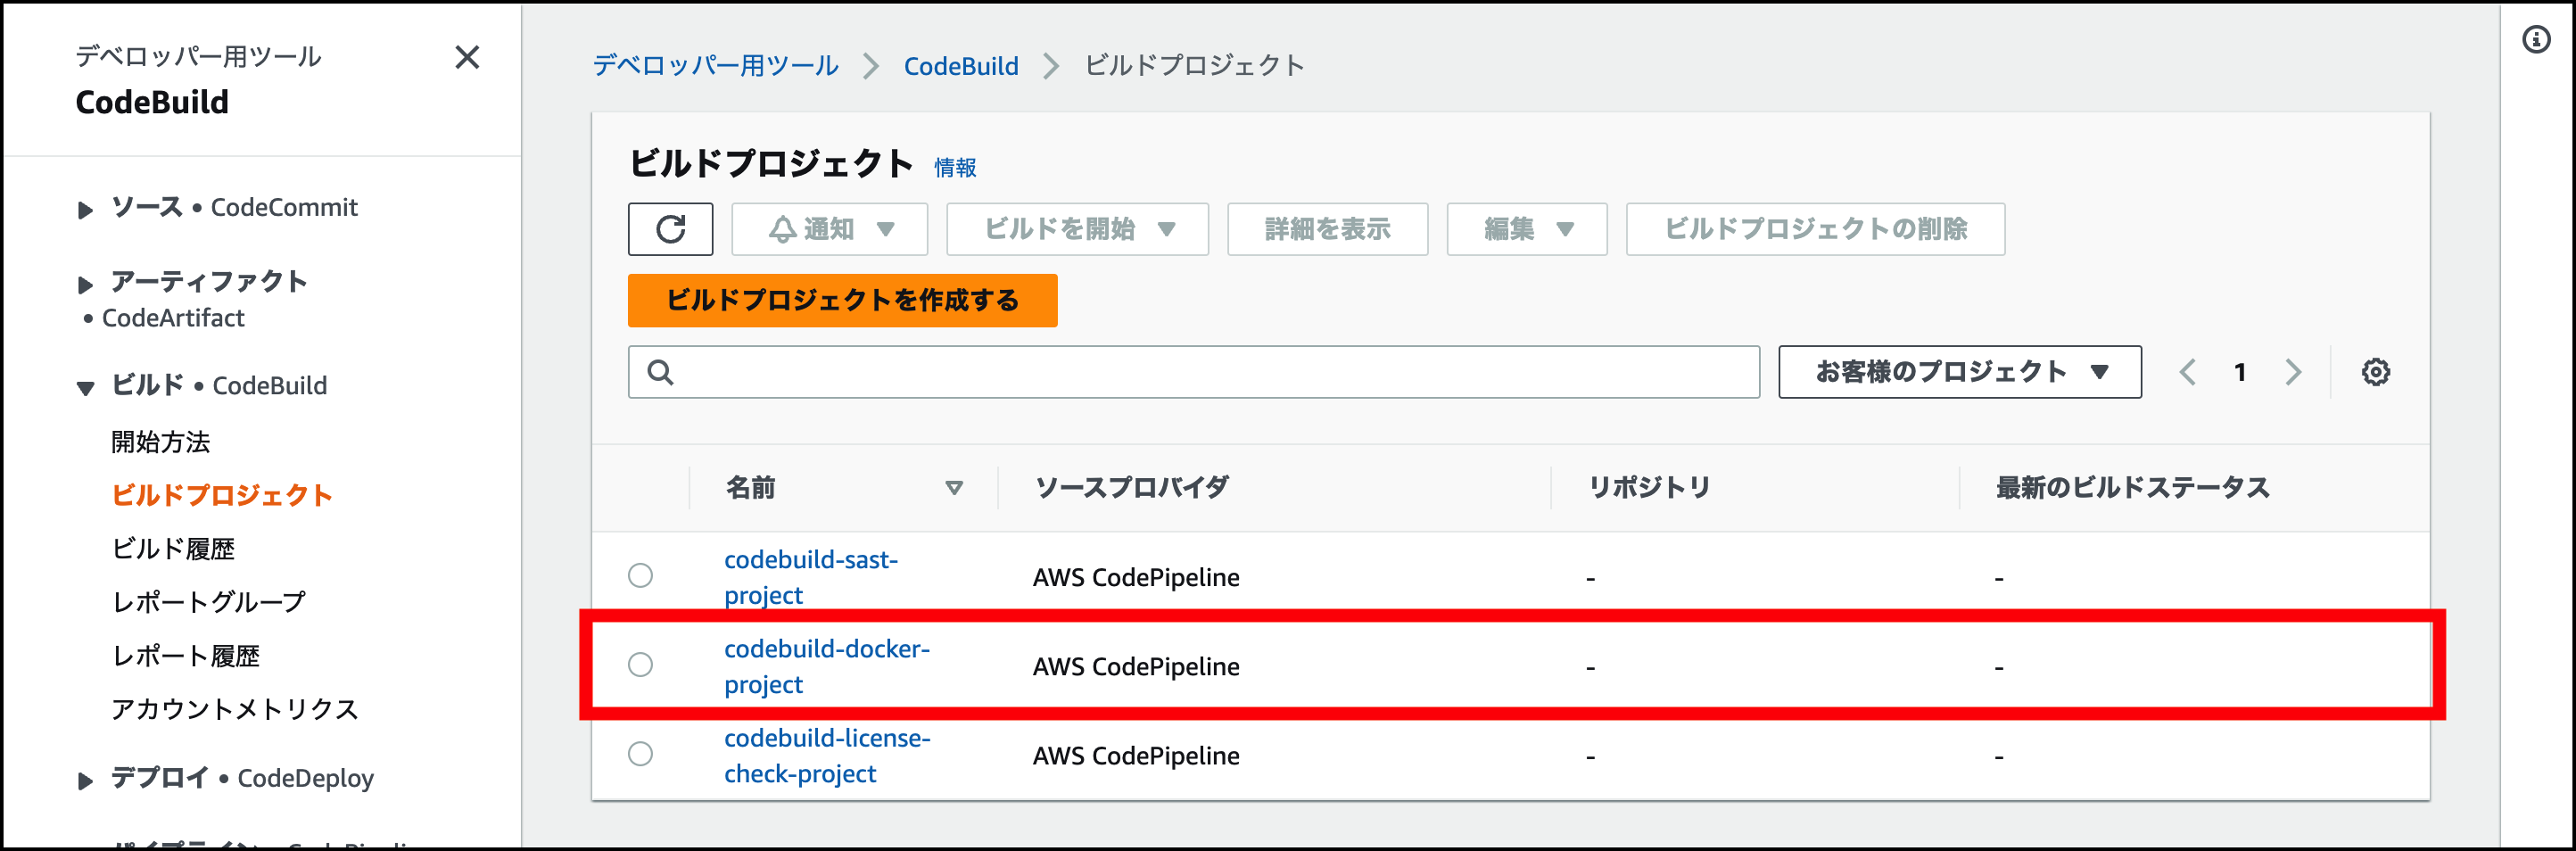 デベロッパー用ツール
CodeBuild
ソース • CodeCommit
アーティファクト
• CodeArtifact
ビルド • CodeBuild
開始方法
ビルドプロジェクト
ビルド履歴
レポートグループ
レポート履歴
アカウントメトリクス
デプロイ • CodeDeploy
デベロッパー用ツール
CodeBuild
ビルドプロジェクト
ビルドプロジェクト 情報
通知
ビルドを開始
詳細を表示
編集
ビルドプロジェクトの削除
ビルドプロジェクトを作成する
お客様のプロジェクト
1
名前
ソースプロバイダ
リポジトリ
最新のビルドステータス
codebuild-sast-
project
AWS CodePipeline
-
-
codebuild-docker-
project
AWS CodePipeline
-
-
codebuild-license-
check-project
AWS CodePipeline
-
-